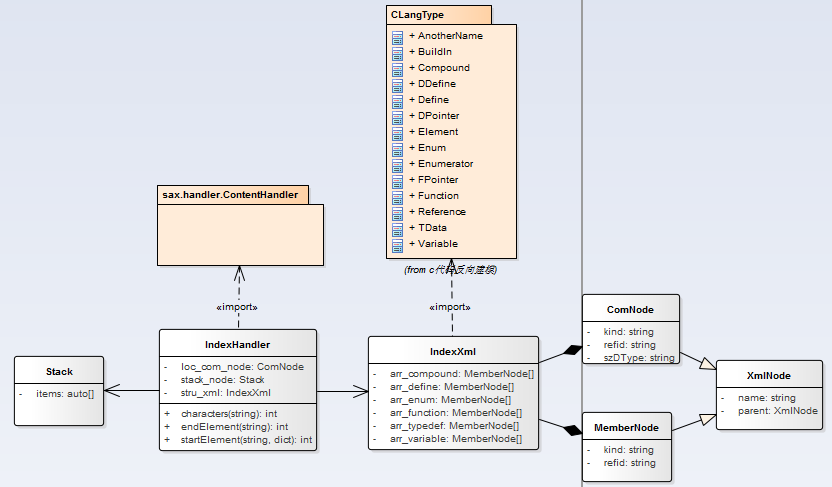 CLangType
+ AnotherName
+ BuildIn
+ Compound
+ DDefine
+ Define
+ DPointer
+ Element
+ Enum
+ Enumerator
+ FPointer
+ Function
+ Reference
+ TData
+ Variable
(from c代码反向建模)
sax.handler.ContentHandler
«import»
«import»
Stack
- items: auto[]
IndexHandler
- loc_com_node: ComNode
- stack_node: Stack
- stru_xml: IndexXml
+ characters(string): int
+ endElement(string): int
+ startElement(string, dict): int
IndexXml
- arr_compound: MemberNode[]
- arr_define: MemberNode[]
- arr_enum: MemberNode[]
- arr_function: MemberNode[]
- arr_typedef: MemberNode[]
- arr_variable: MemberNode[]
ComNode
- kind: string
- refid: string
- szDType: string
MemberNode
- kind: string
- refid: string
XmlNode
- name: string
- parent: XmlNode